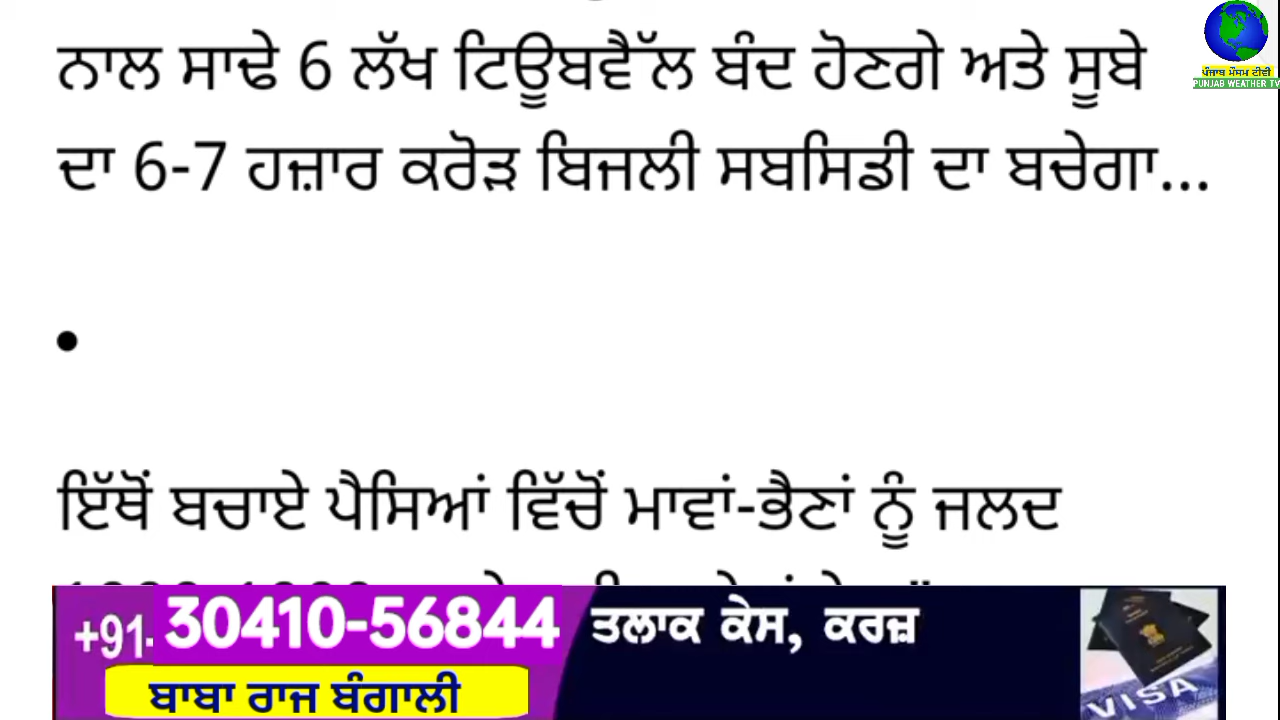 ਨਾਲ ਸਾਢੇ 6 ਲੱਖ ਟਿਊਬਵੈੱਲ ਬੰਦ ਹੋਣਗੇ ਅਤੇ ਸੂਬੇ
ਦਾ 6-7 ਹਜ਼ਾਰ ਕਰੋੜ ਬਿਜਲੀ ਸਬਸਿਡੀ ਦਾ ਬਚੇਗਾ...
•
ਇੱਥੋਂ ਬਚਾਏ ਪੈਸਿਆਂ ਵਿੱਚੋਂ ਮਾਵਾਂ-ਭੈਣਾਂ ਨੂੰ ਜਲਦ
ਪੰਜਾਬ ਮੌਸਮ ਟੀਵੀ
PUNJAB WEATHER TV
+91. 30410-56844
ਬਾਬਾ ਰਾਜ ਬੰਗਾਲੀ
ਤਲਾਕ ਕੇਸ, ਕਰਜ਼
VISA